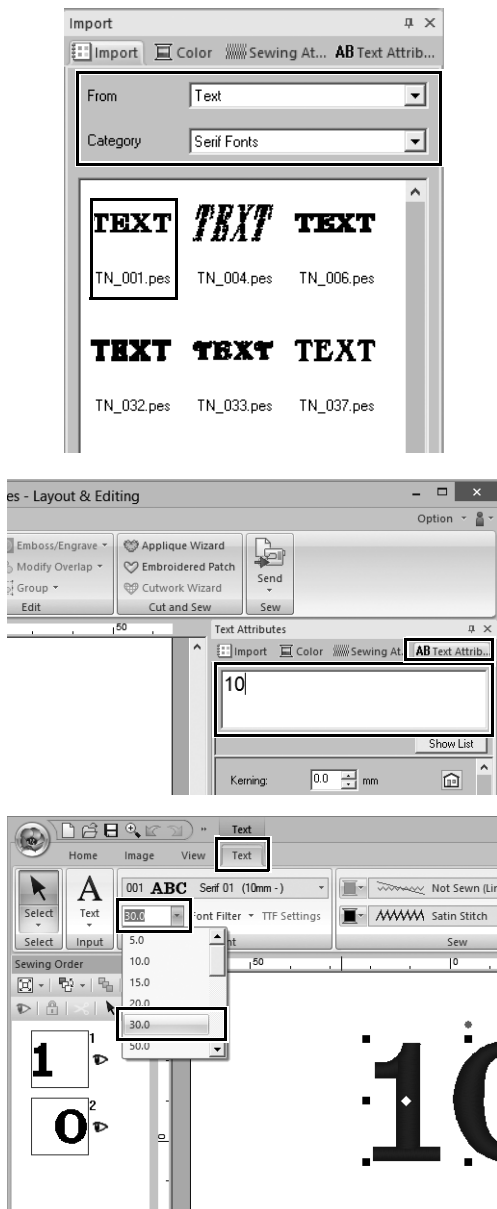 Import
Import Color Sewing At... AB Text Attrib...
From Text
Category Serif Fonts
TEXT TEXT TEXT
TN_001.pes TN_004.pes TN_006.pes
TEXT TEXT TEXT
TN_032.pes TN_033.pes TN_037.pes
es - Layout & Editing
Option
Emboss/Engrave Applique Wizard
Modify Overlap Embroidered Patch
Group Cutwork Wizard Send
Edit Cut and Sew Sew
50 Text Attributes
Import Color Sewing At. AB Text Attrib...
10
Show List
Kerning: 0.0 mm
Text
Home Image View Text
001 ABC Serif 01 (10mm - ) Not Sewn (Lin
Select A Text 30.0 Font Filter TTF Settings Satin Stitch
Select Input nt Sew
Sewing Order 5.0 50 0
10.0
15.0
20.0
30.0
50.0
1 1
0 2
0
10